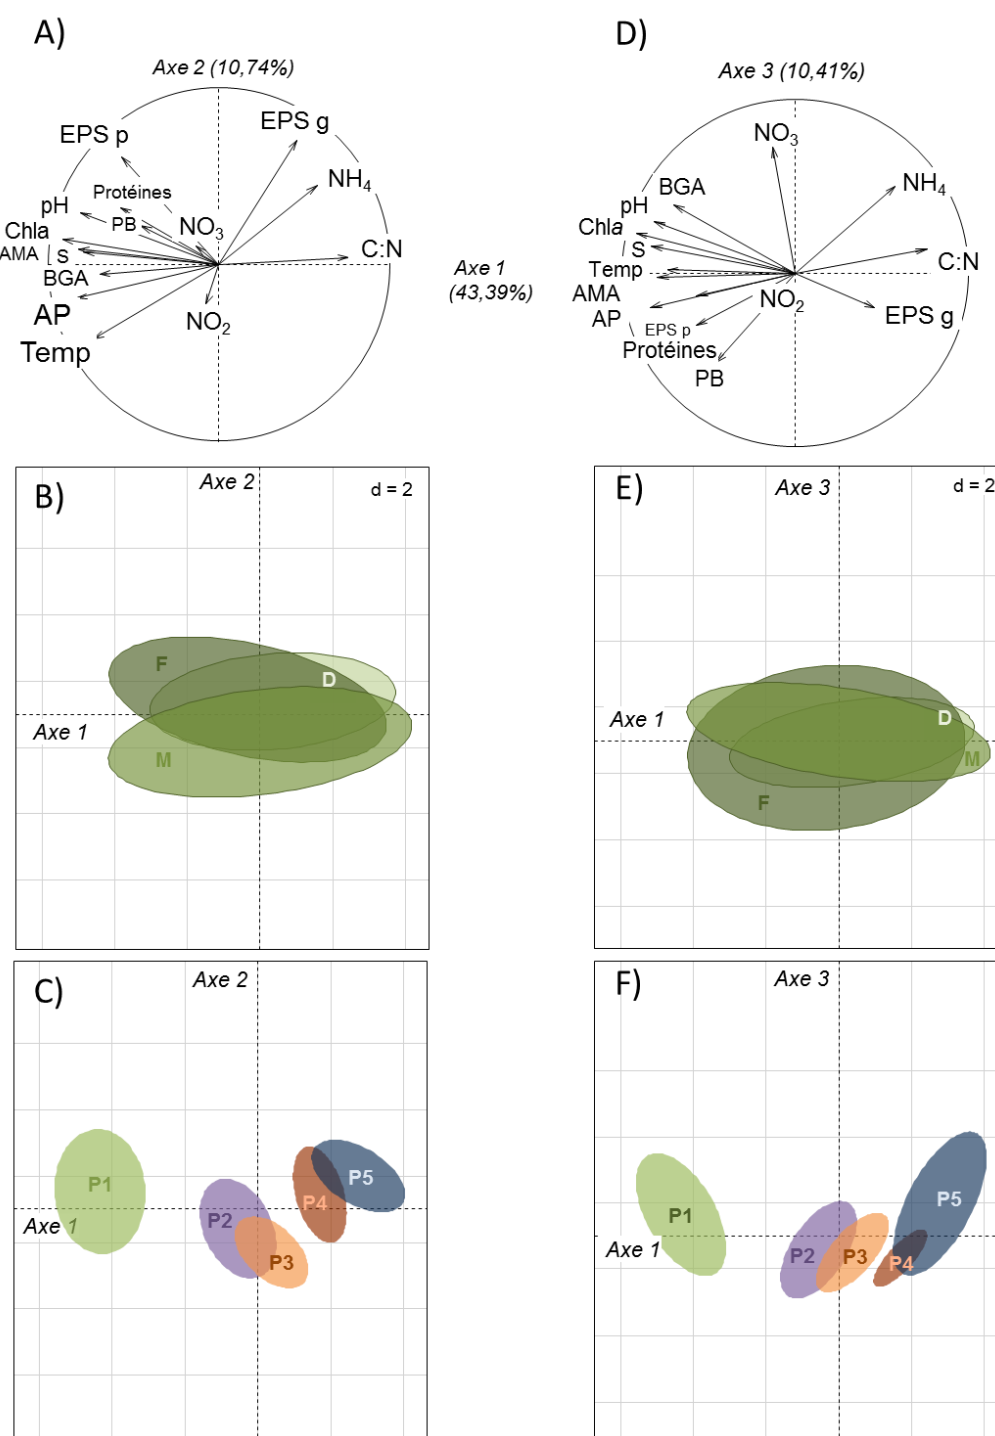 A)
Axe 2 (10,74%)
EPS p
EPS g
Protéines
NH4
pH
PB
NO3
Chla
AMA
S
C:N
BGA
AP
NO2
Temp
Axe 1
(43,39%)
D)
Axe 3 (10,41%)
NO3
BGA
NH4
pH
Chla
S
Temp
C:N
AMA
NO2
AP
EPS g
EPS p
Protéines
PB
B)
Axe 2
d = 2
F
D
Axe 1
M
E)
Axe 3
d = 2
Axe 1
D
M
F
C)
Axe 2
P1
P5
P4
P2
Axe 1
P3
F)
Axe 3
P5
P1
Axe 1
P2
P3
P4